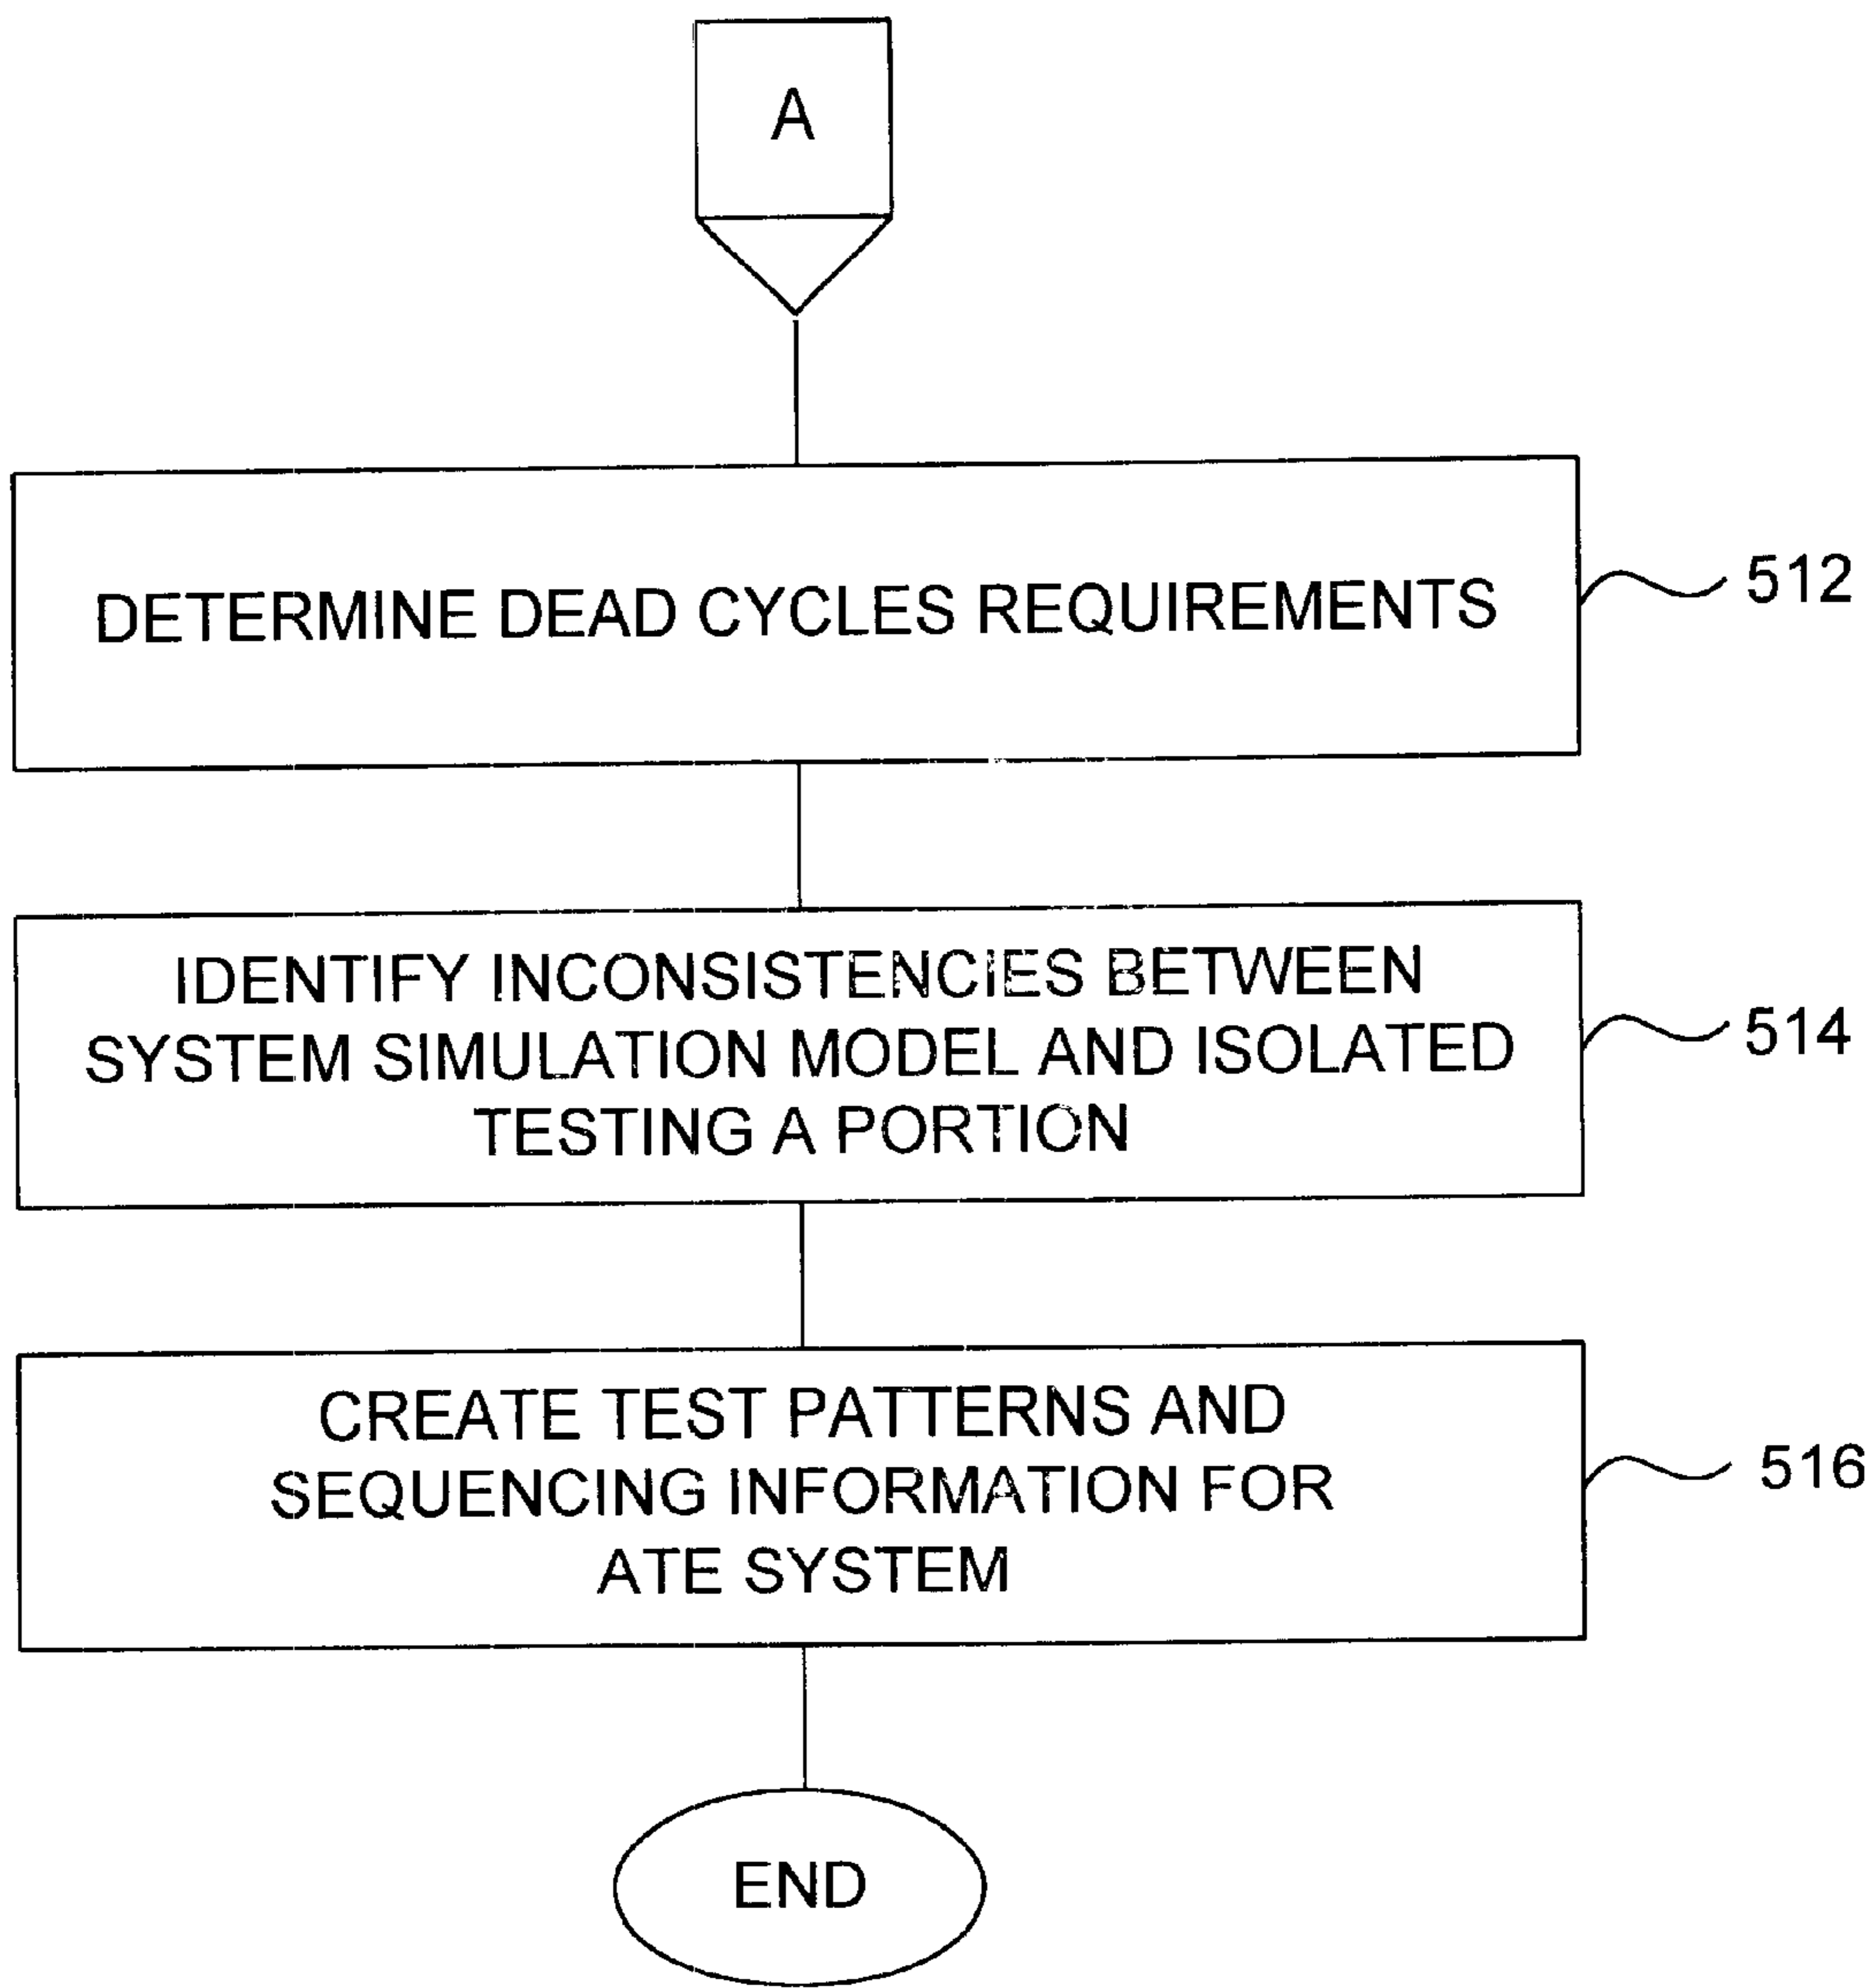 A
DETERMINE DEAD CYCLES REQUIREMENTS
512
IDENTIFY INCONSISTENCIES BETWEEN
SYSTEM SIMULATION MODEL AND ISOLATED
TESTING A PORTION
514
CREATE TEST PATTERNS AND
SEQUENCING INFORMATION FOR
ATE SYSTEM
516
END